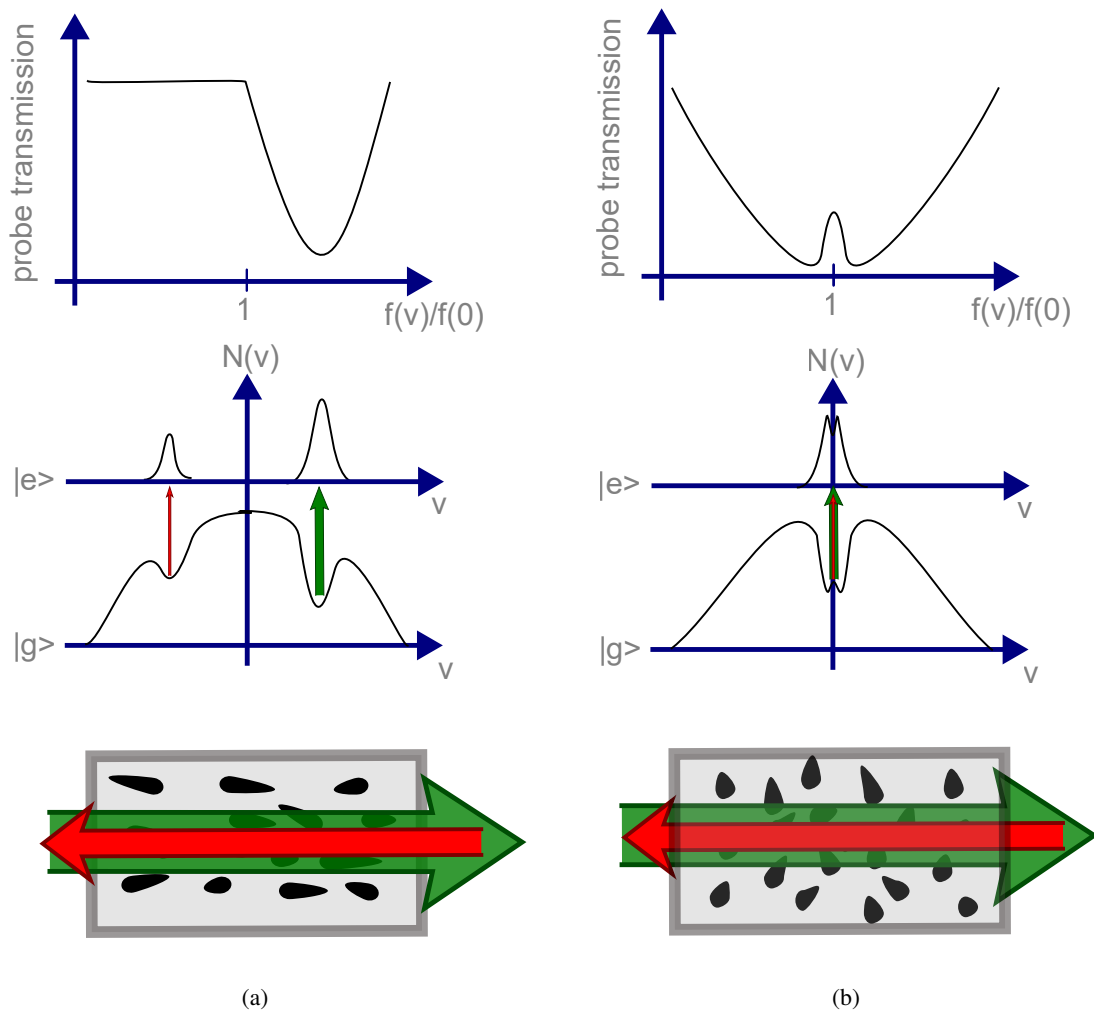 probe transmission
1
f(v)/f(0)
N(v)
|e>
v
|g>
v
(a)
probe transmission
1
f(v)/f(0)
N(v)
|e>
v
|g>
v
(b)